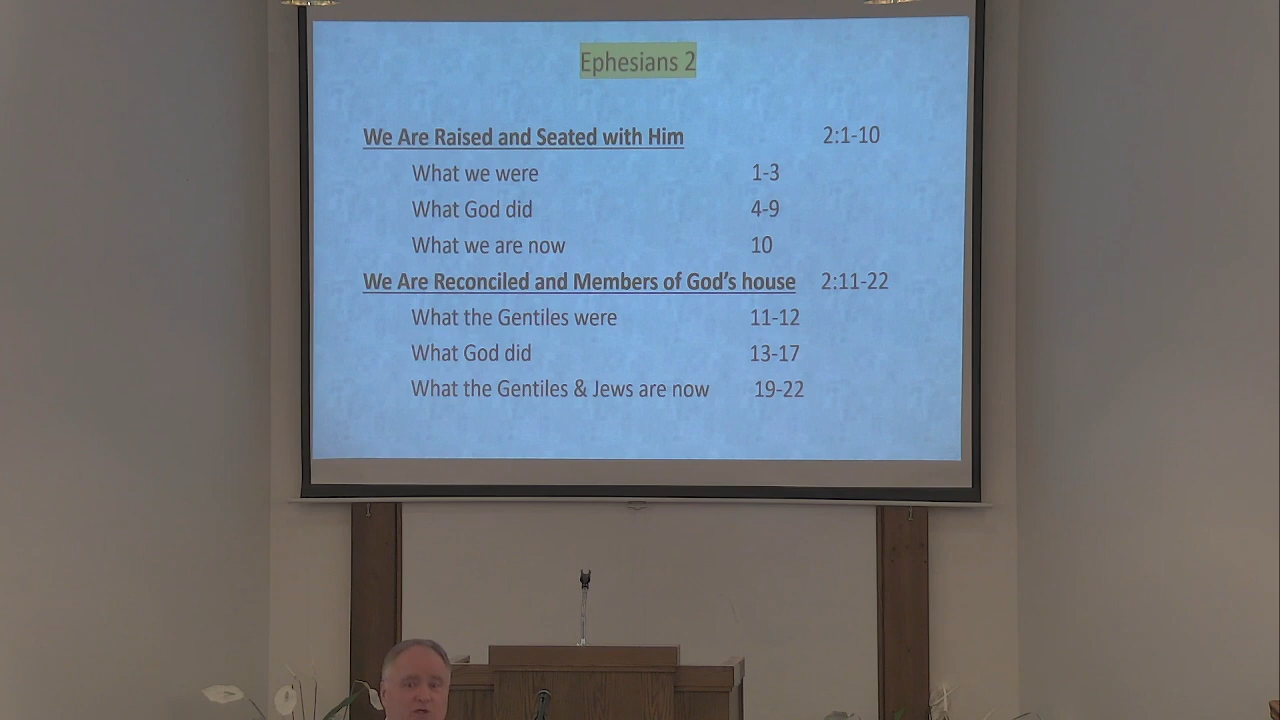 Ephesians 2
We Are Raised and Seated with Him 2:1-10
What we were 1-3
What God did 4-9
What we are now 10
We Are Reconciled and Members of God's house 2:11-22
What the Gentiles were 11-12
What God did 13-17
What the Gentiles & Jews are now 19-22